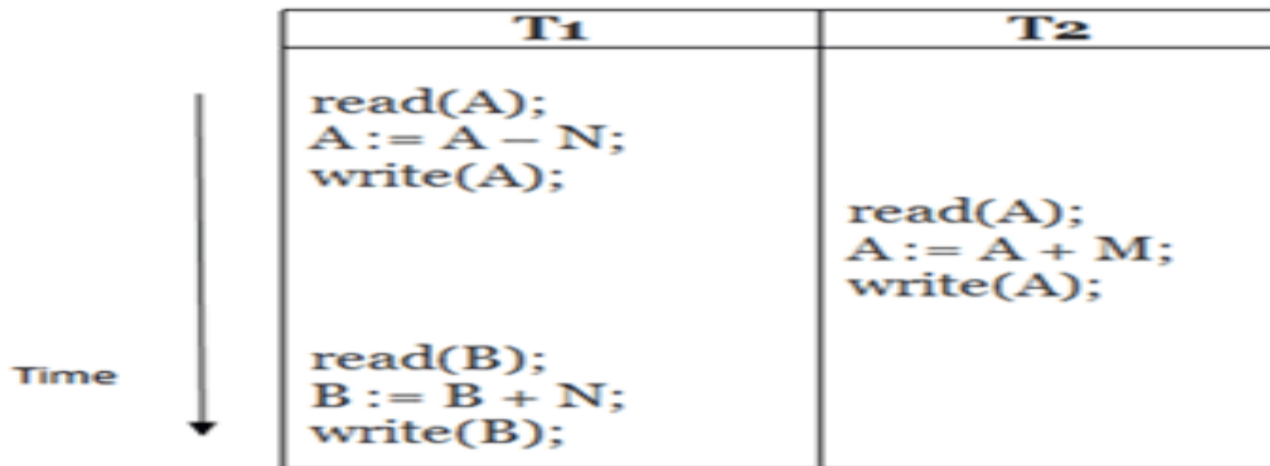 T1 T2
read(A);
A := A – N;
write(A);
read(A);
A := A + M;
write(A);
Time
read(B);
B := B + N;
write(B);